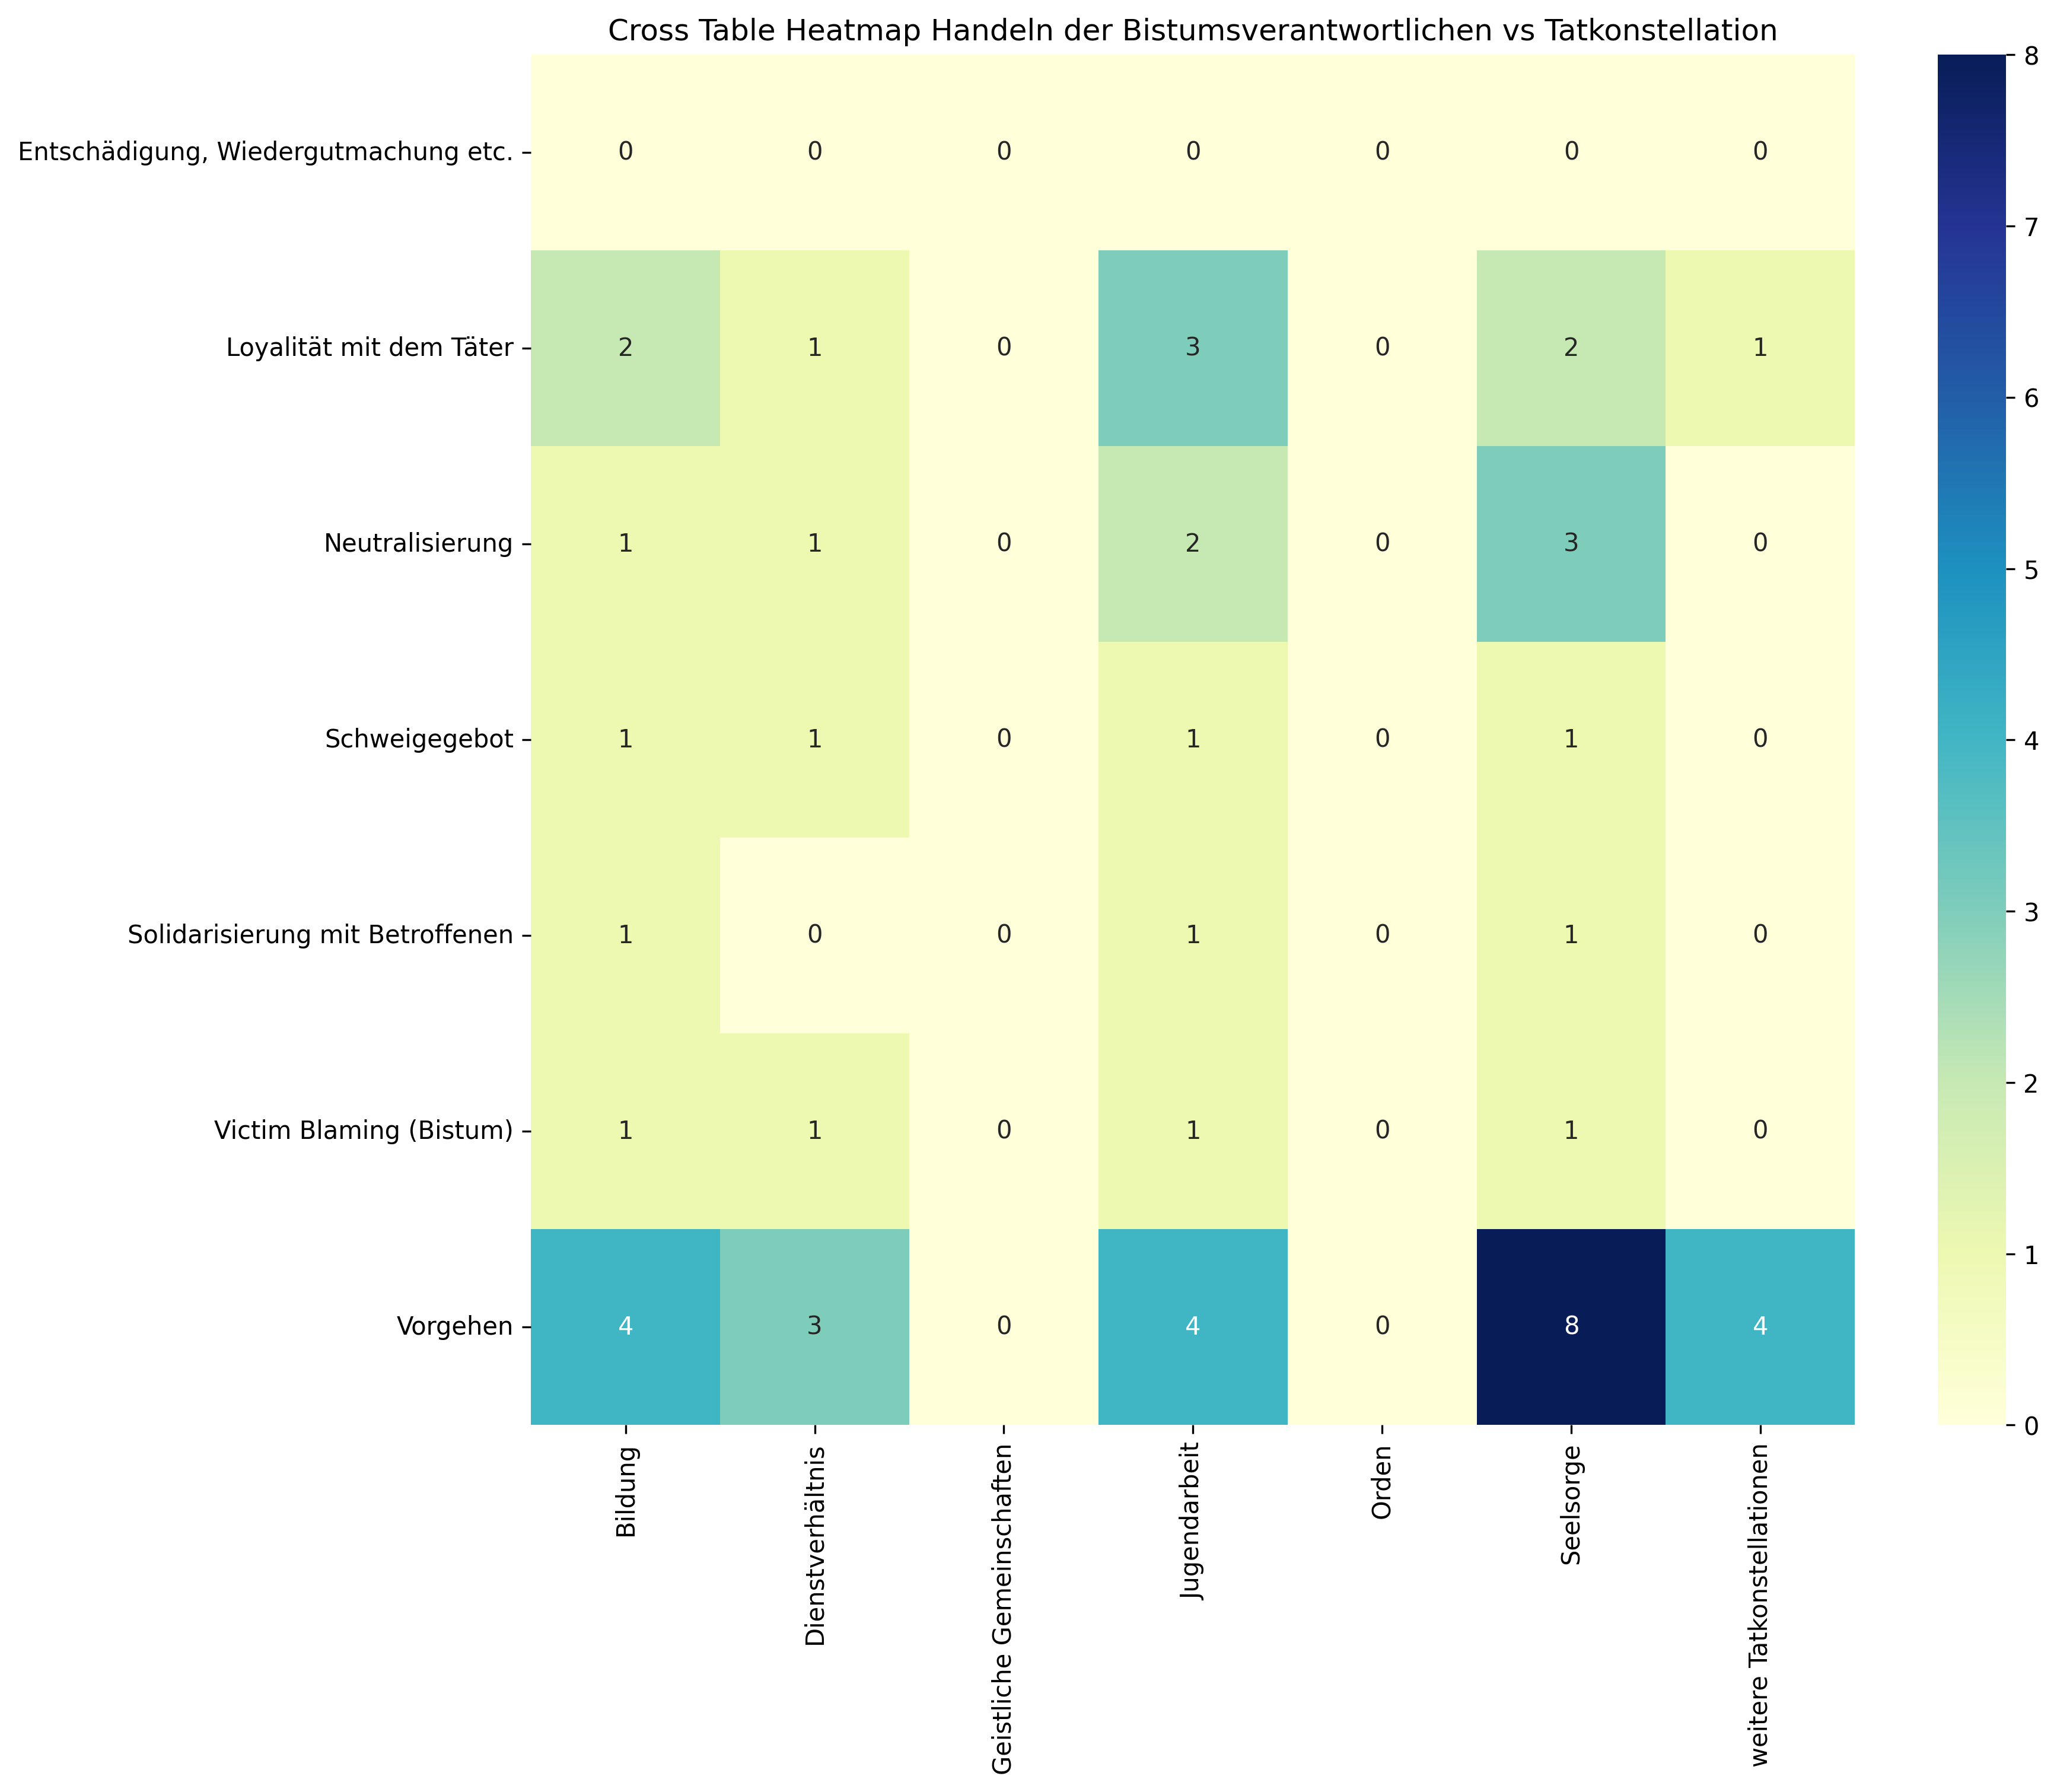 Cross Table Heatmap Handeln der Bistumsverantwortlichen vs Tatkonstellation
Entschädigung, Wiedergutmachung etc. 0 0 0 0 0 0 0
Loyalität mit dem Täter 2 1 0 3 0 2 1
Neutralisierung 1 1 0 2 0 3 0
Schweigegebot 1 1 0 1 0 1 0
Solidarisierung mit Betroffenen 1 0 0 1 0 1 0
Victim Blaming (Bistum) 1 1 0 1 0 1 0
Vorgehen 4 3 0 4 0 8 4
Bildung
Dienstverhältnis
Geistliche Gemeinschaften
Jugendarbeit
Orden
Seelsorge
weitere Tatkonstellationen
8
7
6
5
4
3
2
1
0